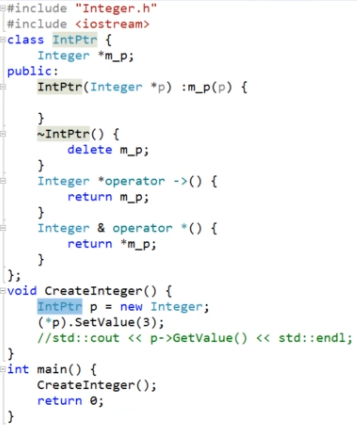 #include "Integer.h"
#include <iostream>
class IntPtr {
    Integer *m_p;
public:
    IntPtr(Integer *p) :m_p(p) {

    }
    ~IntPtr() {
        delete m_p;
    }
    Integer *operator ->() {
        return m_p;
    }
    Integer & operator *() {
        return *m_p;
    }
};
void CreateInteger() {
    IntPtr p = new Integer;
    (*p).SetValue(3);
    //std::cout << p->GetValue() << std::endl;
}
int main() {
    CreateInteger();
    return 0;
}